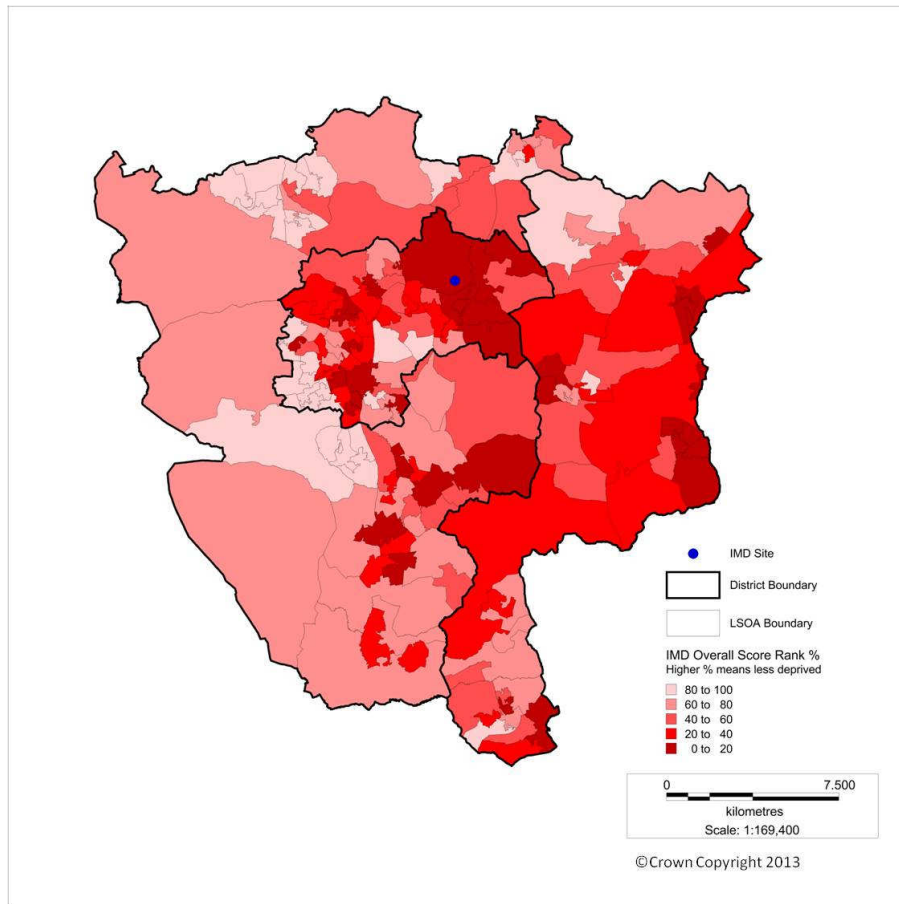 IMD Site
District Boundary
LSOA Boundary
IMD Overall Score Rank %
Higher % means less deprived
80 to 100
60 to 80
40 to 60
20 to 40
0 to 20
0 7.500
kilometres
Scale: 1:169,400
©Crown Copyright 2013